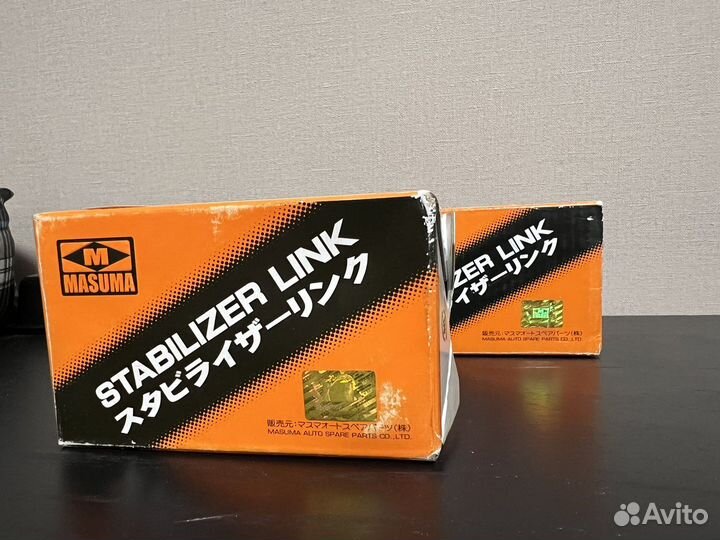 M
MASUMA
STABILIZER LINK
スタビライザーリンク
販売元:マスマオートスペアパーツ(株)
MASUMA AUTO SPARE PARTS CO.,LTD.
ZER LINK
イザーリンク
販売元:マスマオートスペアパーツ(株)
MASUMA AUTO SPARE PARTS CO.,LTD.
Avito